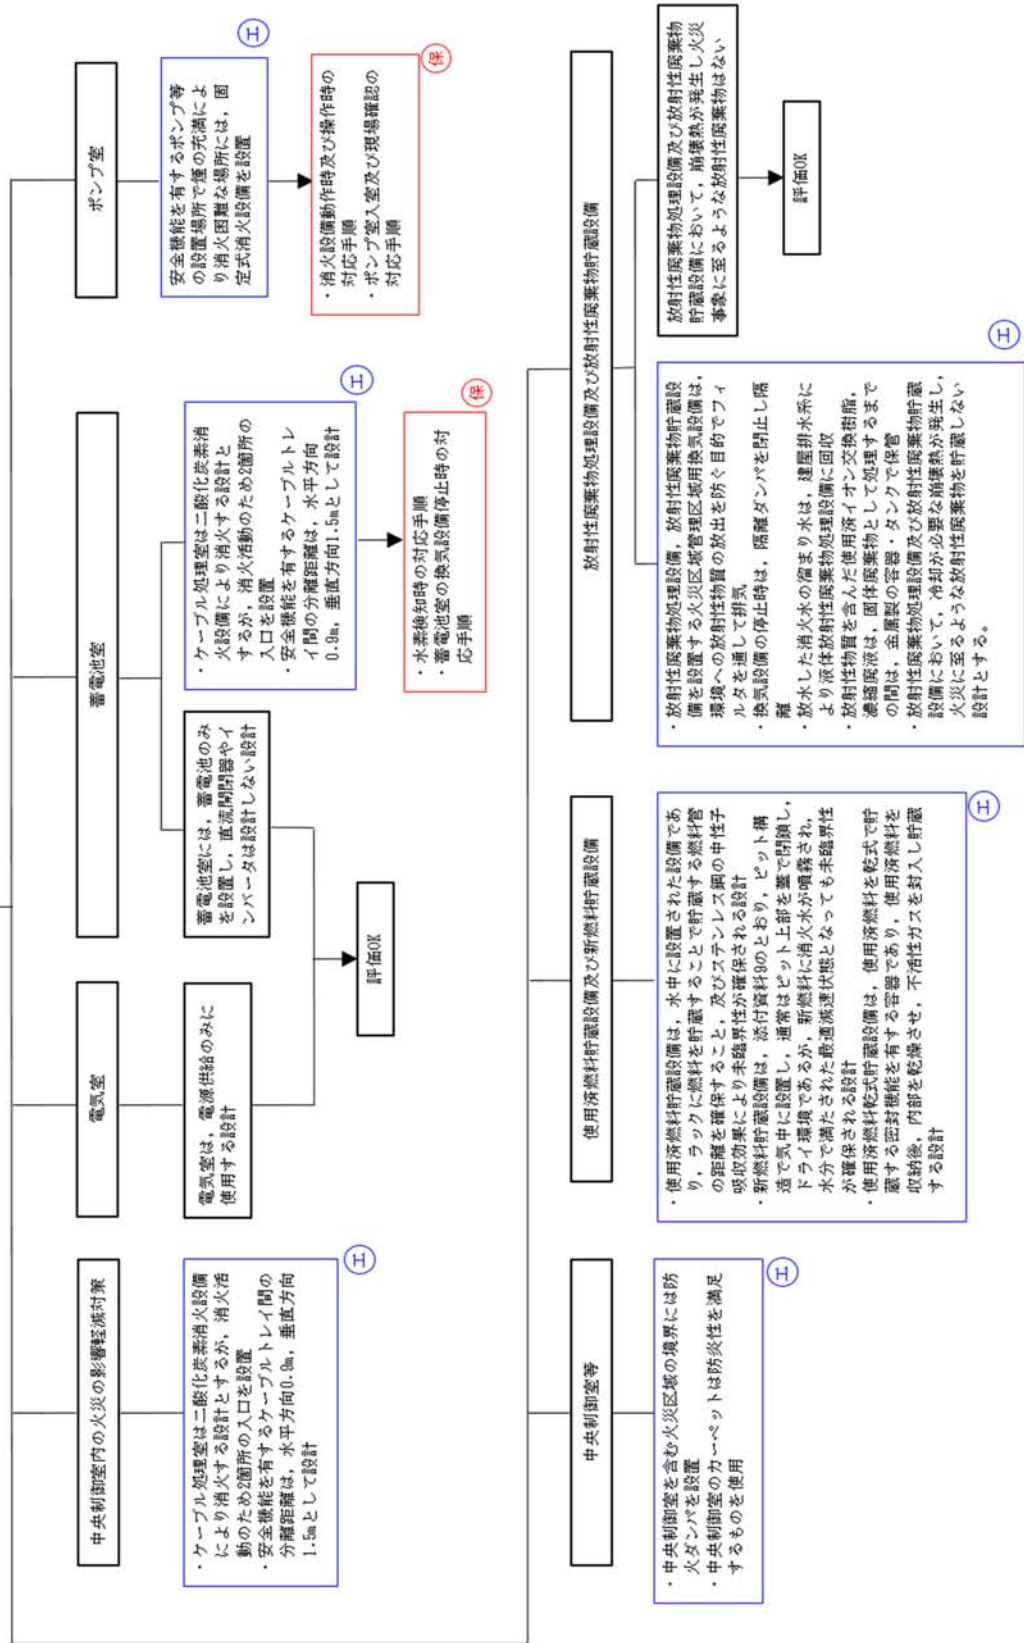 中央制御室内の火災の影響軽減対策
・ケーブル処理室は二酸化炭素消火設備
により消火する設計とするが，消火活
動のため2箇所の入口を設置
・安全機能を有するケーブルトレイ間の
分離距離は，水平方向0.9m，垂直方向
1.5mとして設計
工
電気室
電気室は，電源供給のみに
使用する設計
蓄電池室
蓄電池室には，蓄電池のみ
を設置し，直流開閉器やイ
ンバータは設計しない設計
評価OK
・ケーブル処理室は二酸化炭素消
火設備により消火する設計と
するが，消火活動のため2箇所の
入口を設置
・安全機能を有するケーブルトレ
イ間の分離距離は，水平方向
0.9m，垂直方向1.5mとして設計
工
・水素検知時の対応手順
・蓄電池室の換気設備停止時の対
応手順
保
ポンプ室
安全機能を有するポンプ等
の設置場所で煙の充満によ
り消火困難な場所には，固
定式消火設備を設置
工
・消火設備動作時及び操作時の
対応手順
・ポンプ室入室及び現場確認の
対応手順
保
中央制御室等
・中央制御室を含む火災区域の境界には防
火ダンパを設置
・中央制御室のカーペットは防炎性を満足
するものを使用
工
使用済燃料貯蔵設備及び新燃料貯蔵設備
・使用済燃料貯蔵設備は，水中に設置された設備であ
り，ラックに燃料を貯蔵することで貯蔵する燃料管
の距離を確保すること，及びステンレス鋼の中性子
吸収効果により未臨界性が確保される設計
・新燃料貯蔵設備は，添付資料9のとおり，ピット構
造で気中に設置し，通常はピット上部を蓋で閉鎖し，
ドライ環境であるが，新燃料に消火水が噴霧され，
水分で満たされた最適減速状態となっても未臨界性
が確保される設計
・使用済燃料乾式貯蔵設備は，使用済燃料を乾式で貯
蔵する密封機能を有する容器であり，使用済燃料を
収納後，内部を乾燥させ，不活性ガスを封入し貯蔵
する設計
工
放射性廃棄物処理設備及び放射性廃棄物貯蔵設備
・放射性廃棄物処理設備，放射性廃棄物貯蔵設
備を設置する火災区域管理区域用換気設備は，
環境への放射性物質の放出を防ぐ目的でフィ
ルタを通して排気
・換気設備の停止時は，隔離ダンパを閉止し隔
離
・放水した消火水の溜まり水は，建屋排水系に
より液体放射性廃棄物処理設備に回収
・放射性物質を含んだ使用済イオン交換樹脂，
濃縮廃液は，固体廃棄物として処理するまで
の間は，金属製の容器・タンクで保管
・放射性廃棄物処理設備及び放射性廃棄物貯蔵
設備において，冷却が必要な崩壊熱が発生し，
火災に至るような放射性廃棄物を貯蔵しない
設計とする。
工
放射性廃棄物処理設備及び放射性廃棄物
貯蔵設備において，崩壊熱が発生し火災
事象に至るような放射性廃棄物はない
評価OK